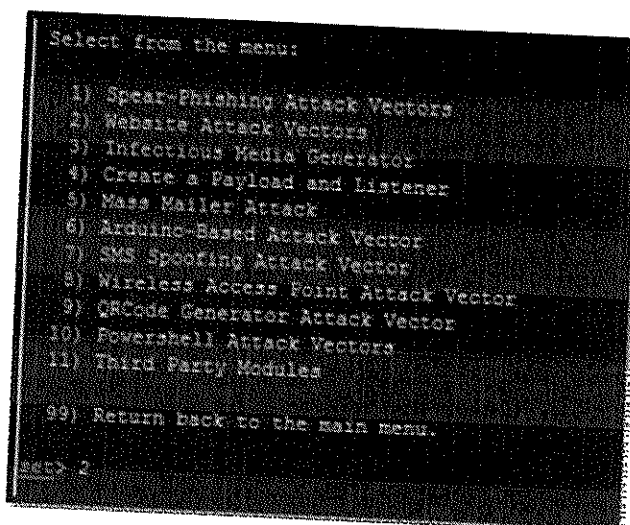 Select from the menu:
1) Spear-Phishing Attack Vectors
2) Website Attack Vectors
3) Infectious Media Generator
4) Create a Payload and Listener
5) Mass Mailer Attack
6) Arduino-Based Attack Vector
7) SMS Spoofing Attack Vector
8) Wireless Access Point Attack Vector
9) QRCode Generator Attack Vector
10) Powershell Attack Vectors
11) Third Party Modules
99) Return back to the main menu.
set> 2